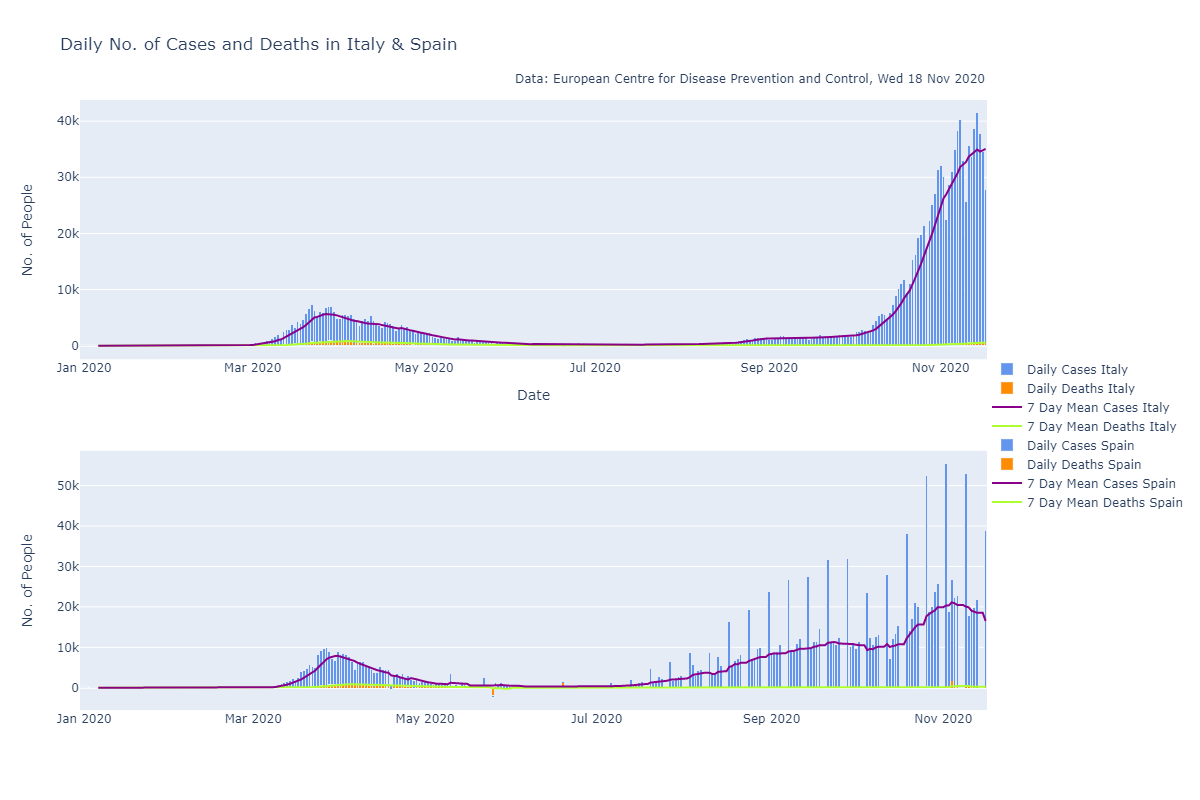 Daily No. of Cases and Deaths in Italy & Spain
Data: European Centre for Disease Prevention and Control, Wed 18 Nov 2020
No. of People
40k
30k
20k
10k
0
Jan 2020 Mar 2020 May 2020 Jul 2020 Sep 2020 Nov 2020
Date
Daily Cases Italy
Daily Deaths Italy
7 Day Mean Cases Italy
7 Day Mean Deaths Italy
Daily Cases Spain
Daily Deaths Spain
7 Day Mean Cases Spain
7 Day Mean Deaths Spain
No. of People
50k
40k
30k
20k
10k
0
Jan 2020 Mar 2020 May 2020 Jul 2020 Sep 2020 Nov 2020